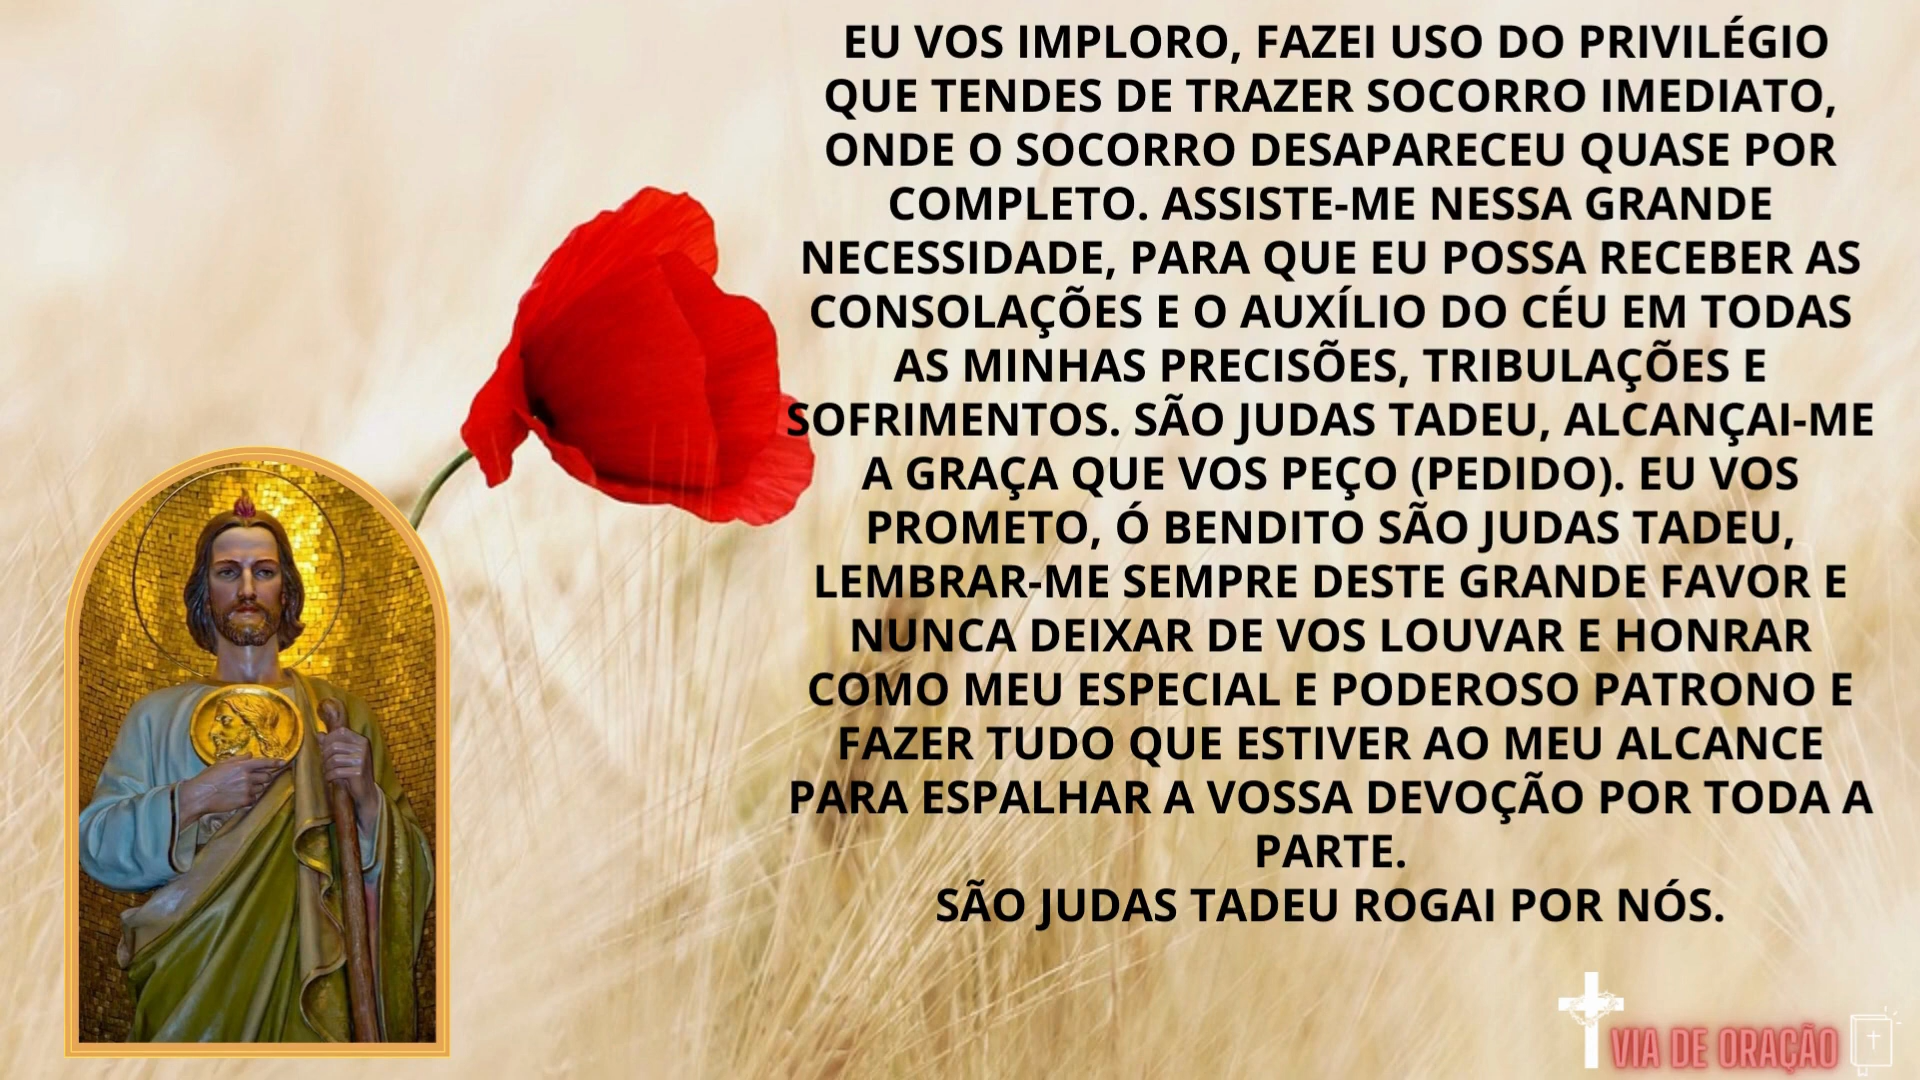 EU VOS IMPLORO, FAZEI USO DO PRIVILÉGIO
QUE TENDES DE TRAZER SOCORRO IMEDIATO,
ONDE O SOCORRO DESAPARECEU QUASE POR
COMPLETO. ASSISTE-ME NESSA GRANDE
NECESSIDADE, PARA QUE EU POSSA RECEBER AS
CONSOLAÇÕES E O AUXÍLIO DO CÉU EM TODAS
AS MINHAS PRECISÕES, TRIBULAÇÕES E
SOFRIMENTOS. SÃO JUDAS TADEU, ALCANÇAI-ME
A GRAÇA QUE VOS PEÇO (PEDIDO). EU VOS
PROMETO, Ó BENDITO SÃO JUDAS TADEU,
LEMBRAR-ME SEMPRE DESTE GRANDE FAVOR E
NUNCA DEIXAR DE VOS LOUVAR E HONRAR
COMO MEU ESPECIAL E PODEROSO PATRONO E
FAZER TUDO QUE ESTIVER AO MEU ALCANCE
PARA ESPALHAR A VOSSA DEVOÇÃO POR TODA A
PARTE.
SÃO JUDAS TADEU ROGAI POR NÓS.
VIA DE ORAÇÃO